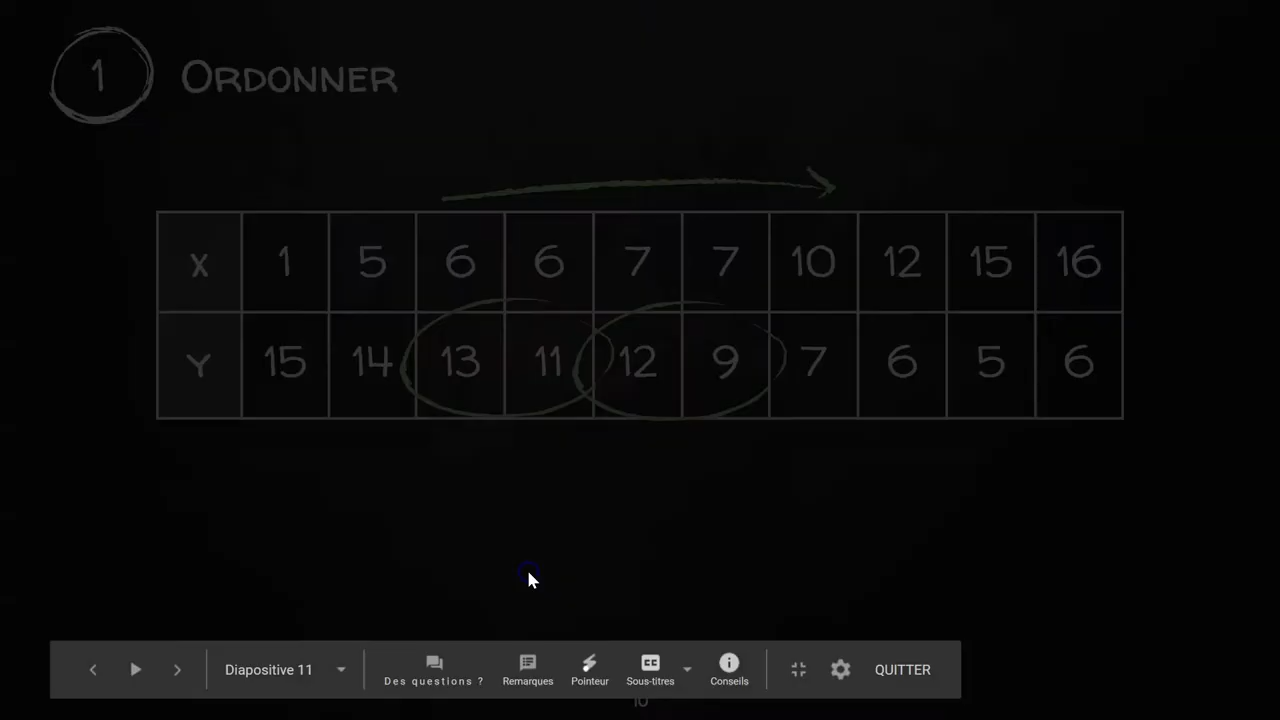 1 ORDONNER
X 1 5 6 6 7 7 10 12 15 16
Y 15 14 13 11 12 9 7 6 5 6
Diapositive 11 Des questions ? Remarques Pointeur CC Sous-titres Conseils QUITTER
10